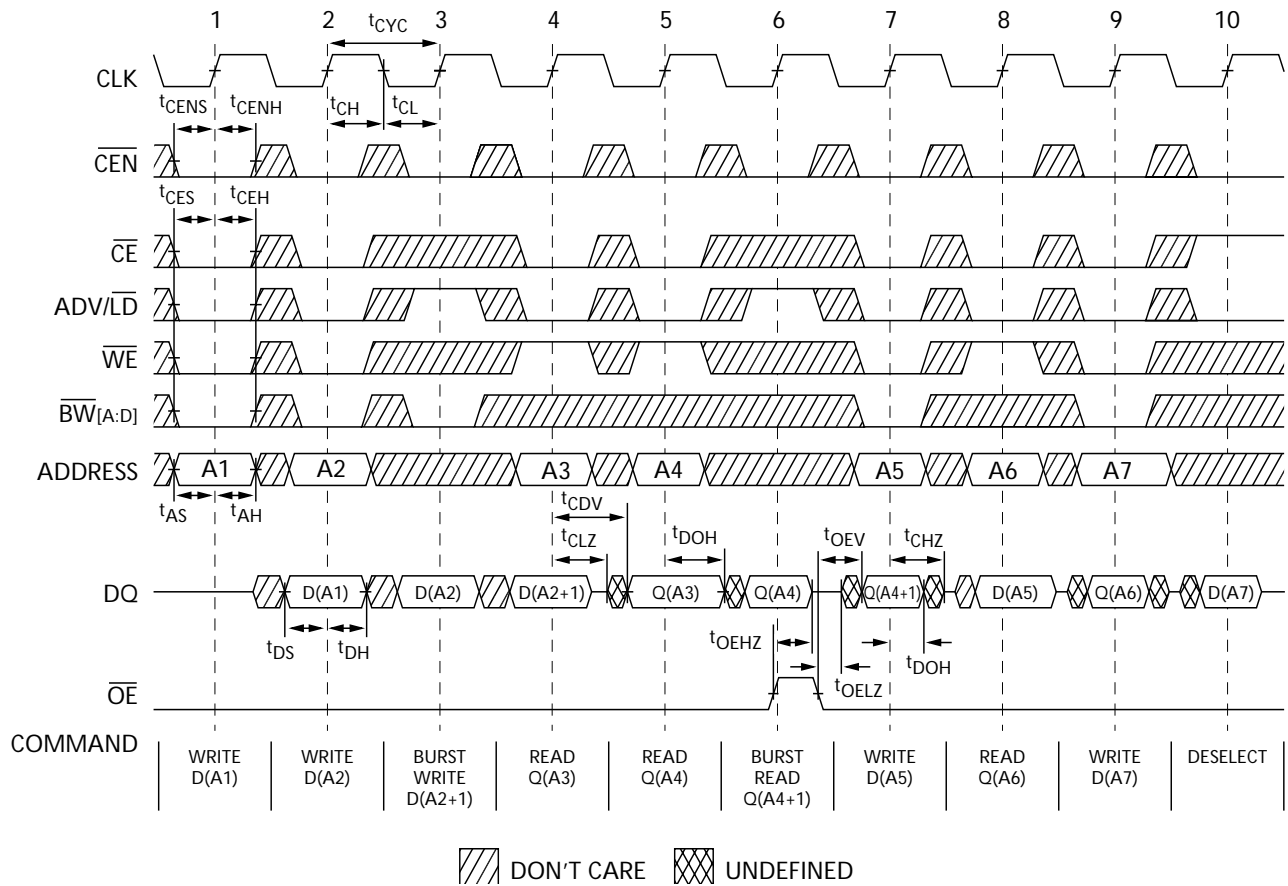 1 2 3 4 5 6 7 8 9 10
tCYC
CLK
tCENS tCENH tCH tCL
CEN
tCES tCEH
CE
ADV/LD
WE
BW[A:D]
ADDRESS A1 A2 A3 A4 A5 A6 A7
tAS tAH tCDV
tCLZ tDOH tOEV tCHZ
DQ D(A1) D(A2) D(A2+1) Q(A3) Q(A4) Q(A4+1) D(A5) Q(A6) D(A7)
tDS tDH tOEHZ tDOH
tOELZ
OE
COMMAND
WRITE WRITE BURST READ READ BURST WRITE READ WRITE DESELECT
D(A1) D(A2) WRITE Q(A3) Q(A4) READ D(A5) Q(A6) D(A7)
D(A2+1) Q(A4+1)
DON'T CARE UNDEFINED